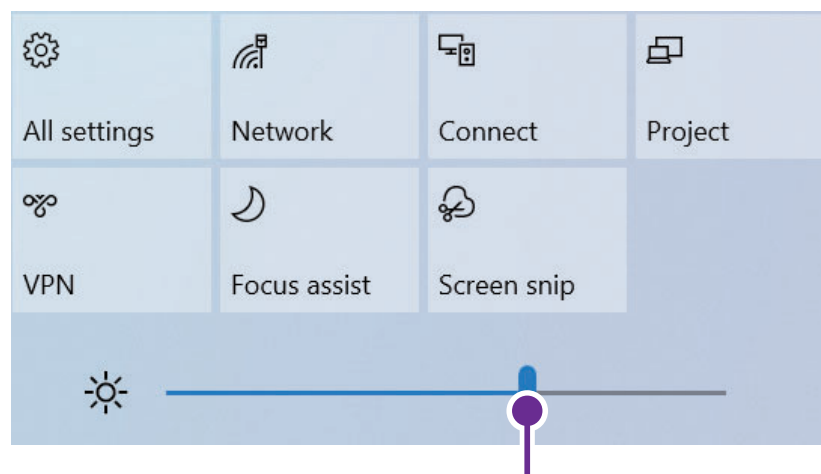 All settings
Network
Connect
Project
VPN
Focus assist
Screen snip